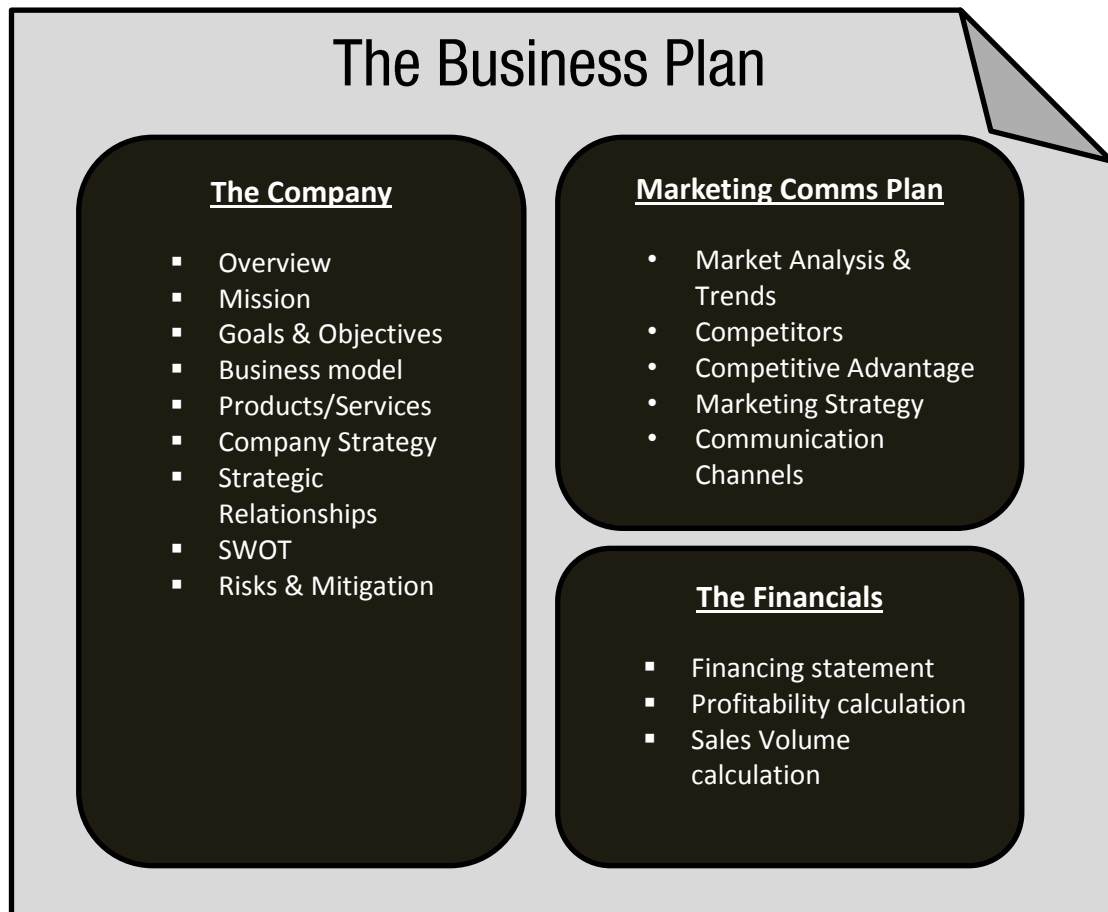 The Business Plan
The Company
▪ Overview
▪ Mission
▪ Goals & Objectives
▪ Business model
▪ Products/Services
▪ Company Strategy
▪ Strategic
Relationships
▪ SWOT
▪ Risks & Mitigation
Marketing Comms Plan
• Market Analysis &
Trends
• Competitors
• Competitive Advantage
• Marketing Strategy
• Communication
Channels
The Financials
▪ Financing statement
▪ Profitability calculation
▪ Sales Volume
calculation